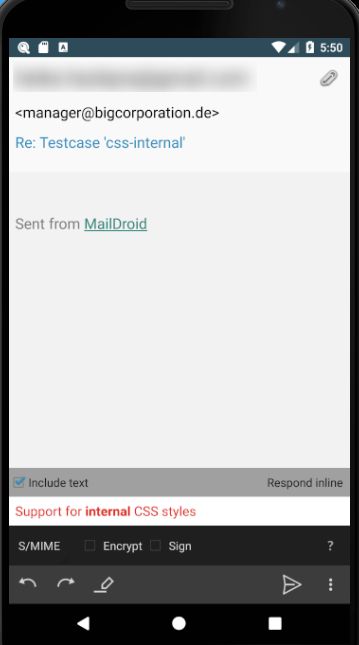 5:50
<manager@bigcorporation.de>
Re: Testcase 'css-internal'
Sent from MailDroid
Include text Respond inline
Support for internal CSS styles
S/MIME Encrypt Sign ?